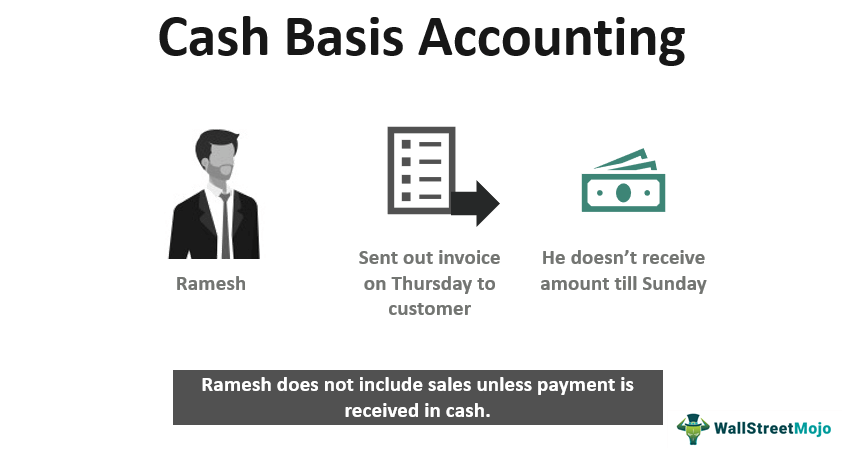 Cash Basis Accounting
Ramesh
Sent out invoice
on Thursday to
customer
He doesn’t receive
amount till Sunday
Ramesh does not include sales unless payment is
received in cash.
WallStreetMojo